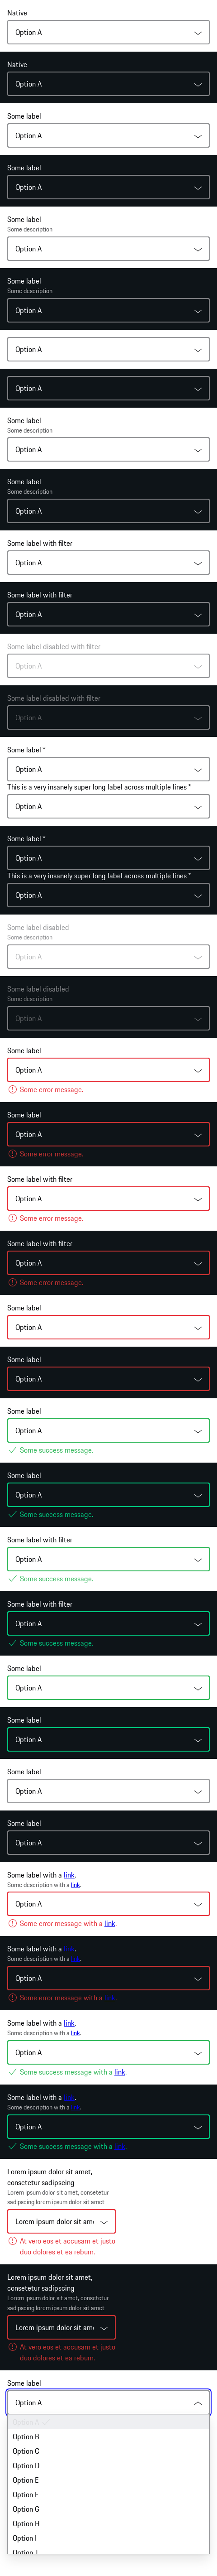 Native
Option A
Native
Option A
Some label
Option A
Some label
Option A
Some label
Some description
Option A
Some label
Some description
Option A
Option A
Option A
Some label
Some description
Option A
Some label
Some description
Option A
Some label with filter
Option A
Some label with filter
Option A
Some label disabled with filter
Option A
Some label disabled with filter
Option A
Some label *
Option A
This is a very insanely super long label across multiple lines *
Option A
Some label *
Option A
This is a very insanely super long label across multiple lines *
Option A
Some label disabled
Some description
Option A
Some label disabled
Some description
Option A
Some label
Option A
Some error message.
Some label
Option A
Some error message.
Some label with filter
Option A
Some error message.
Some label with filter
Option A
Some error message.
Some label
Option A
Some label
Option A
Some label
Option A
Some success message.
Some label
Option A
Some success message.
Some label with filter
Option A
Some success message.
Some label with filter
Option A
Some success message.
Some label
Option A
Some label
Option A
Some label
Option A
Some label
Option A
Some label with a link.
Some description with a link.
Option A
Some error message with a link.
Some label with a link.
Some description with a link.
Option A
Some error message with a link.
Some label with a link.
Some description with a link.
Option A
Some success message with a link.
Some label with a link.
Some description with a link.
Option A
Some success message with a link.
Lorem ipsum dolor sit amet,
consetetur sadipscing
Lorem ipsum dolor sit amet, consetetur
sadipscing lorem ipsum dolor sit amet
Lorem ipsum dolor sit ame
At vero eos et accusam et justo
duo dolores et ea rebum.
Lorem ipsum dolor sit amet,
consetetur sadipscing
Lorem ipsum dolor sit amet, consetetur
sadipscing lorem ipsum dolor sit amet
Lorem ipsum dolor sit ame
At vero eos et accusam et justo
duo dolores et ea rebum.
Some label
Option A
Option A
Option B
Option C
Option D
Option E
Option F
Option G
Option H
Option I
Option J